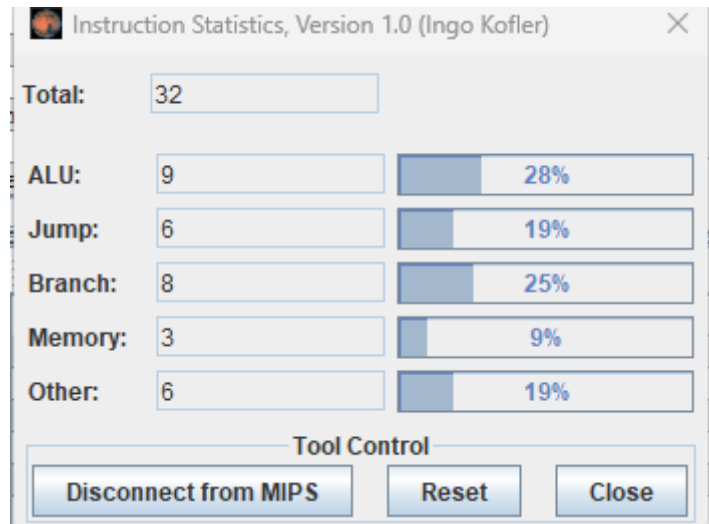 Instruction Statistics, Version 1.0 (Ingo Kofler)
Total: 32
ALU: 9 28%
Jump: 6 19%
Branch: 8 25%
Memory: 3 9%
Other: 6 19%
Tool Control
Disconnect from MIPS Reset Close